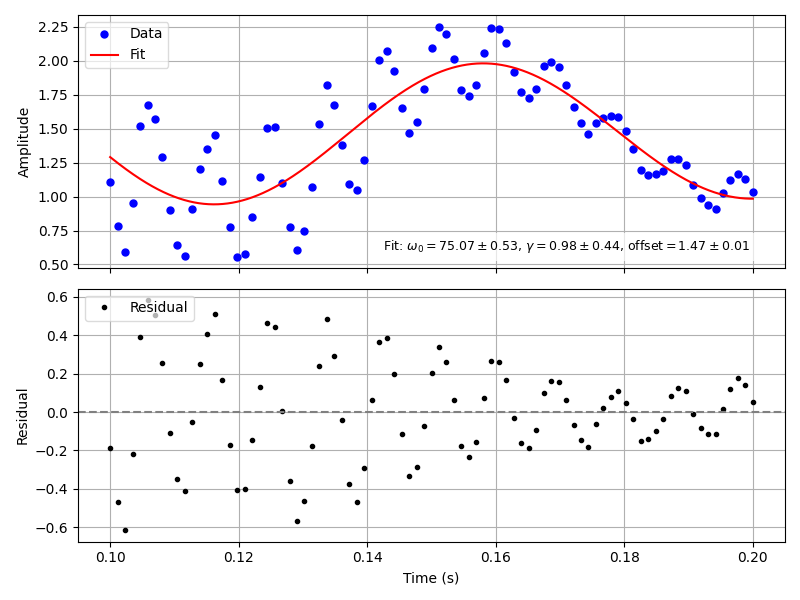 2.25
2.00
1.75
1.50
1.25
1.00
0.75
0.50
Amplitude
Data
Fit
Fit: ω₀ = 75.07 ± 0.53, γ = 0.98 ± 0.44, offset = 1.47 ± 0.01
0.6
0.4
0.2
0.0
−0.2
−0.4
−0.6
Residual
Residual
0.10 0.12 0.14 0.16 0.18 0.20
Time (s)